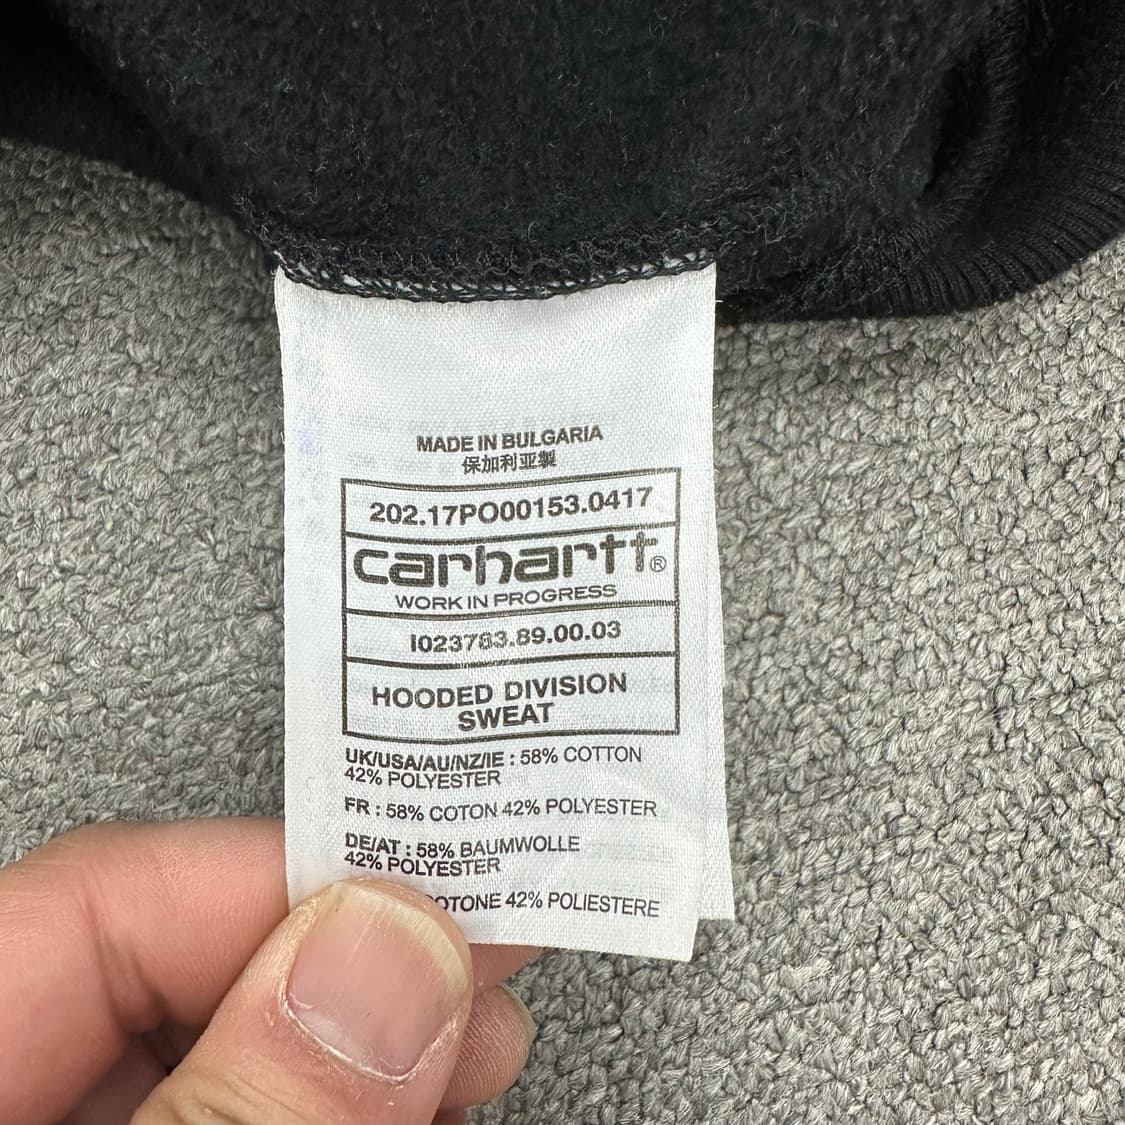 MADE IN BULGARIA
保加利亚製
202.17PO00153.0417
carhartt®
WORK IN PROGRESS
I023783.89.00.03
HOODED DIVISION
SWEAT
UK/USA/AU/NZ/IE : 58% COTTON
42% POLYESTER
FR : 58% COTON 42% POLYESTER
DE/AT : 58% BAUMWOLLE
42% POLYESTER
42% POLIESTERE